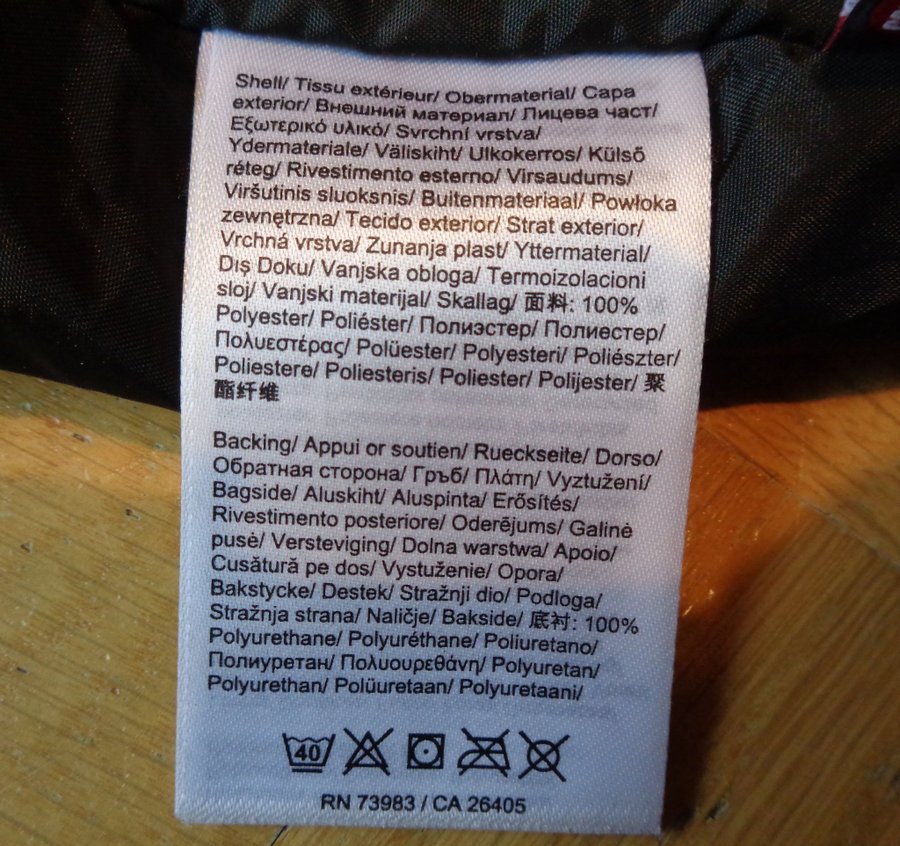 Shell/ Tissu extérieur/ Obermaterial/ Capa
exterior/ Внешний материал/ Лицева част/
Εξωτερικό υλικό/ Svrchní vrstva/
Ydermateriale/ Väliskiht/ Ulkokerros/ Külső
réteg/ Rivestimento esterno/ Virsaudums/
Viršutinis sluoksnis/ Buitenmateriaal/ Powłoka
zewnętrzna/ Tecido exterior/ Strat exterior/
Vrchná vrstva/ Zunanja plast/ Yttermaterial/
Dış Doku/ Vanjska obloga/ Termoizolacioni
sloj/ Vanjski materijal/ Skallag/ 面料: 100%
Polyester/ Poliéster/ Полиэстер/ Полиестер/
Πολυεστέρας/ Polüester/ Polyesteri/ Poliészter/
Poliestere/ Poliesteris/ Poliester/ Polijester/ 聚
酯纤维
Backing/ Appui or soutien/ Rueckseite/ Dorso/
Обратная сторона/ Гръб/ Πλάτη/ Vyztužení/
Bagside/ Aluskiht/ Aluspinta/ Erősítés/
Rivestimento posteriore/ Oderējums/ Galinė
pusė/ Versteviging/ Dolna warstwa/ Apoio/
Cusătură pe dos/ Vystuženie/ Opora/
Bakstycke/ Destek/ Stražnji dio/ Podloga/
Stražnja strana/ Naličje/ Bakside/ 底衬: 100%
Polyurethane/ Polyuréthane/ Poliuretano/
Полиуретан/ Πολυουρεθάνη/ Polyuretan/
Polyurethan/ Polüuretaan/ Polyuretaani/
40
RN 73983 / CA 26405